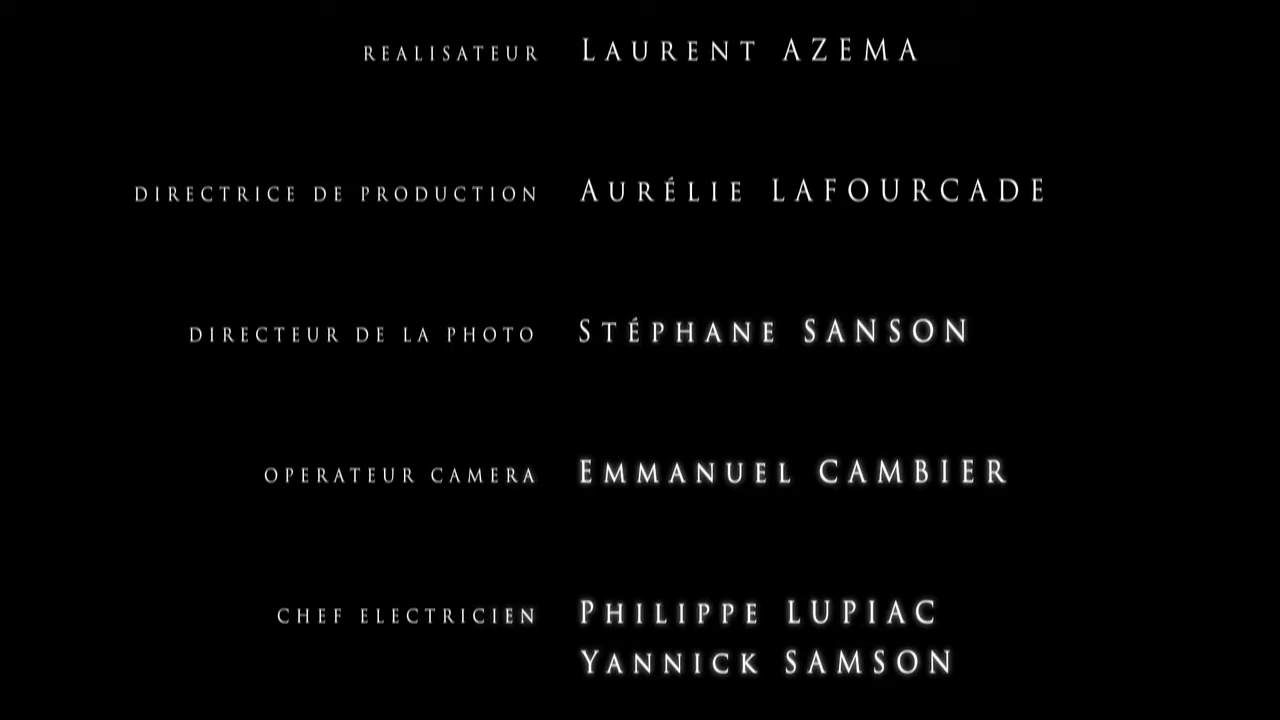 REALISATEUR Laurent AZEMA
DIRECTRICE DE PRODUCTION Aurélie LAFOURCADE
DIRECTEUR DE LA PHOTO Stéphane SANSON
OPERATEUR CAMERA Emmanuel CAMBIER
CHEF ELECTRICIEN Philippe LUPIAC
Yannick SAMSON